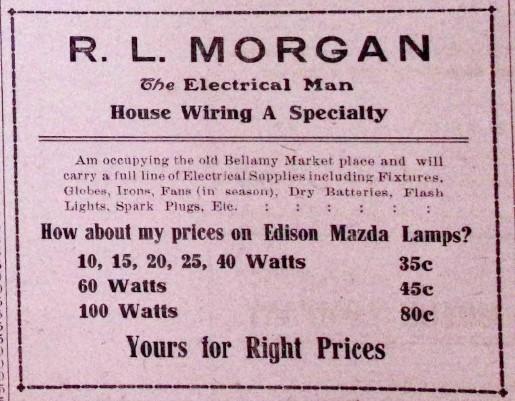 R. L. MORGAN
The Electrical Man
House Wiring A Specialty
Am occupying the old Bellamy Market place and will
carry a full line of Electrical Supplies including Fixtures,
Globes, Irons, Fans (in season), Dry Batteries, Flash
Lights, Spark Plugs, Etc. : : : : : :
How about my prices on Edison Mazda Lamps?
10, 15, 20, 25, 40 Watts 35c
60 Watts 45c
100 Watts 80c
Yours for Right Prices